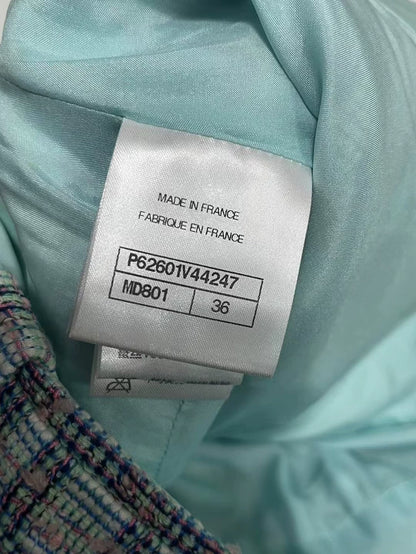 MADE IN FRANCE
FABRIQUE EN FRANCE
P62601V44247
MD801 36